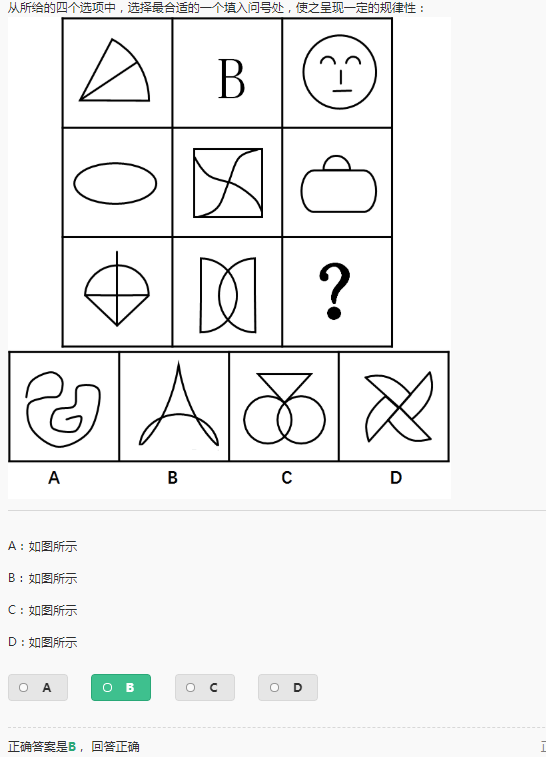 从所给的四个选项中，选择最合适的一个填入问号处，使之呈现一定的规律性：
B
?
A B C D
A：如图所示
B：如图所示
C：如图所示
D：如图所示
A B C D
正确答案是B， 回答正确